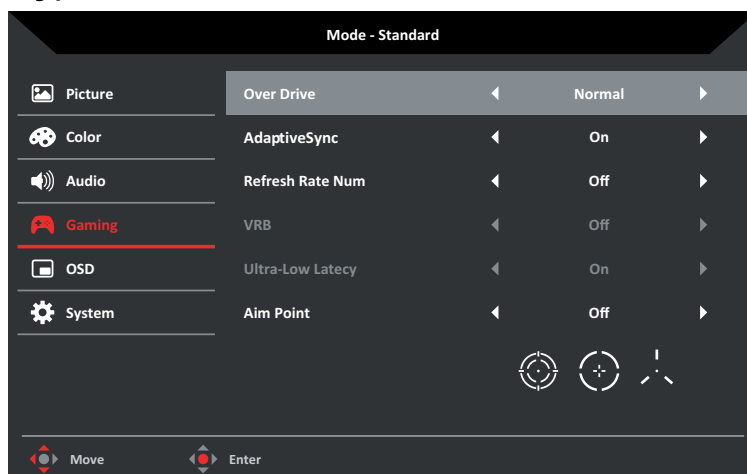 Mode - Standard
Picture
Over Drive Normal
Color
AdaptiveSync On
Audio
Refresh Rate Num Off
Gaming
VRB Off
OSD
Ultra-Low Latecy On
System
Aim Point Off
Move Enter